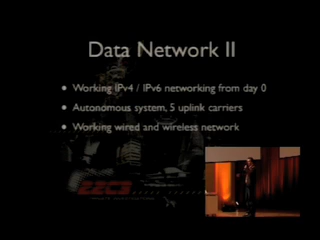 Data Network II
Working IPv4 / IPv6 networking from day 0
Autonomous system, 5 uplink carriers
Working wired and wireless network
22C3